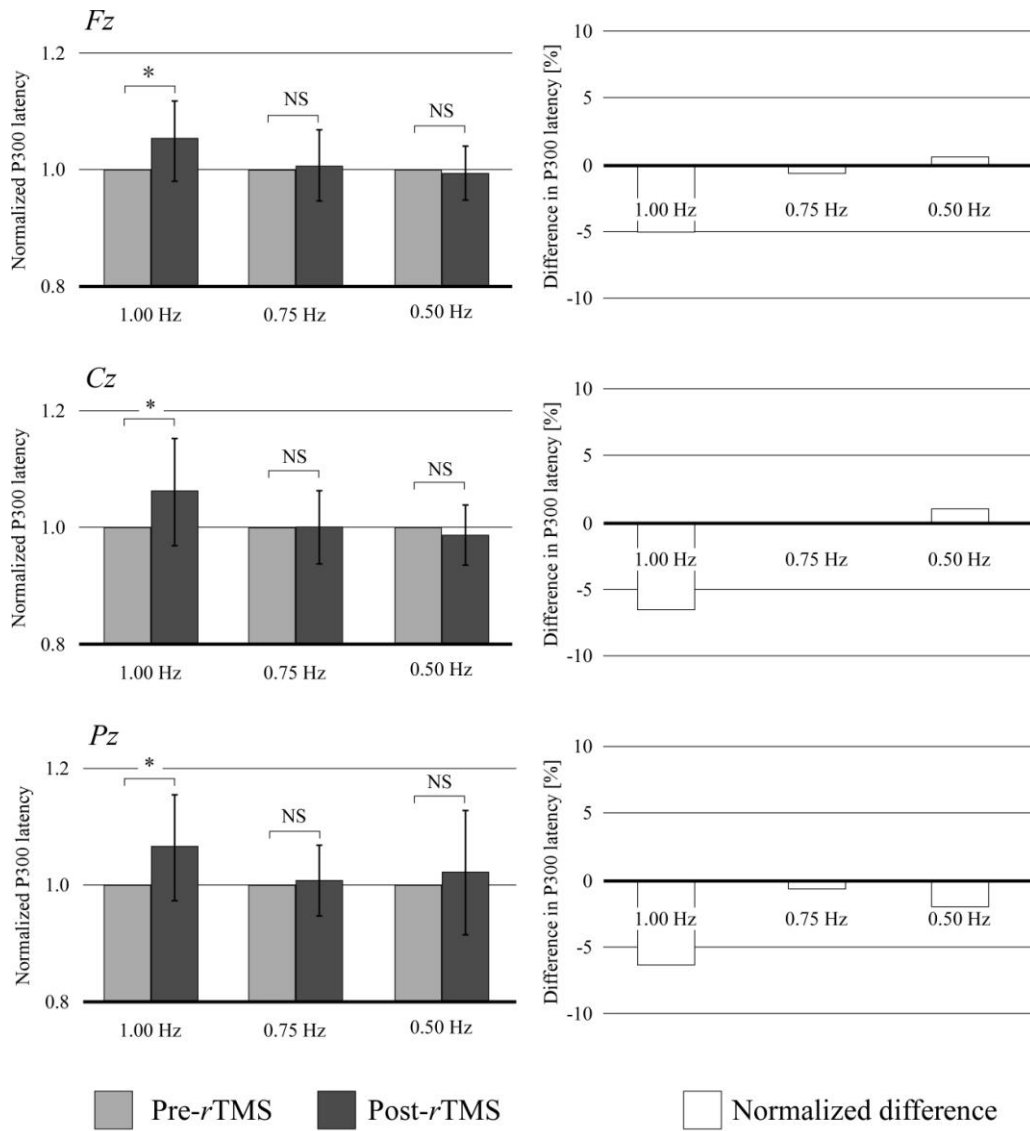 Fz
Normalized P300 latency
1.2
1.0
0.8
*
NS
NS
1.00 Hz
0.75 Hz
0.50 Hz
Difference in P300 latency [%]
10
5
0
-5
-10
1.00 Hz
0.75 Hz
0.50 Hz
Cz
Normalized P300 latency
1.2
1.0
0.8
*
NS
NS
1.00 Hz
0.75 Hz
0.50 Hz
Difference in P300 latency [%]
10
5
0
-5
-10
1.00 Hz
0.75 Hz
0.50 Hz
Pz
Normalized P300 latency
1.2
1.0
0.8
*
NS
NS
1.00 Hz
0.75 Hz
0.50 Hz
Difference in P300 latency [%]
10
5
0
-5
-10
1.00 Hz
0.75 Hz
0.50 Hz
Pre-rTMS
Post-rTMS
Normalized difference